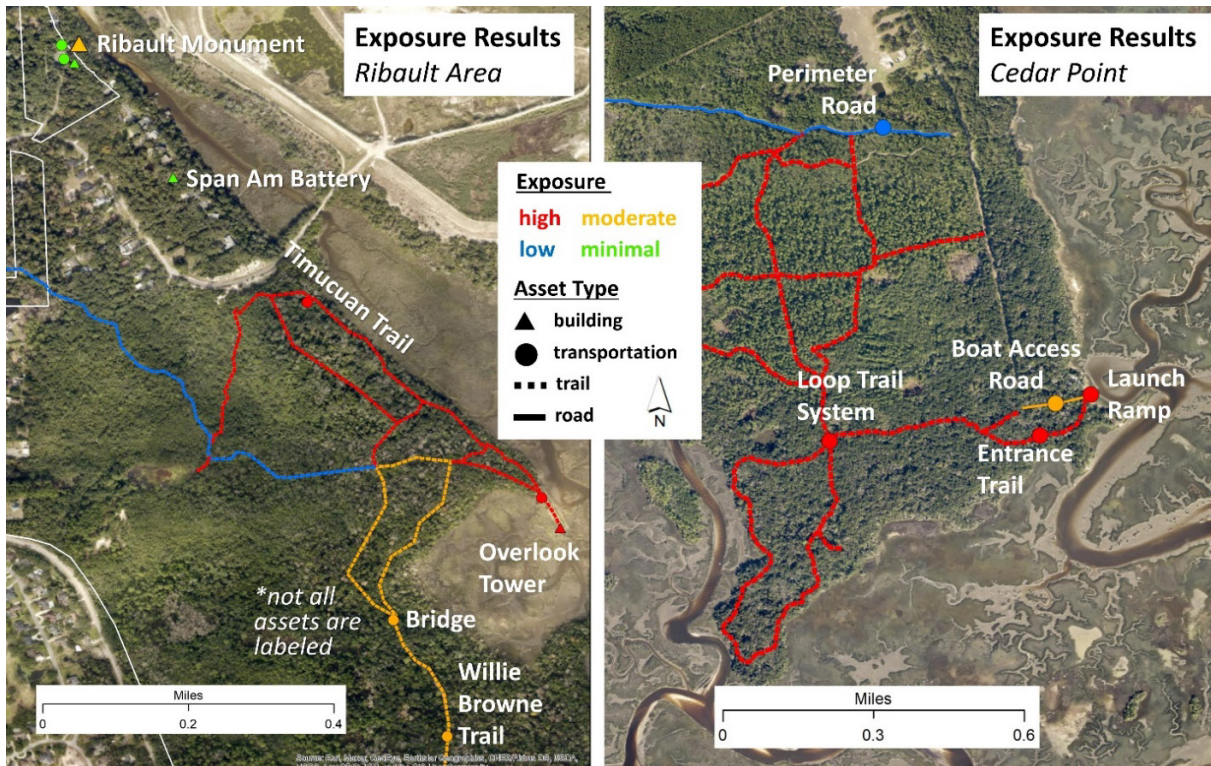 Ribault Monument
Exposure Results
Ribault Area
Span Am Battery
Timucuan Trail
Overlook
Tower
*not all
assets are
labeled
Bridge
Willie
Browne
Trail
Miles
0 0.2 0.4
Exposure
high moderate
low minimal
Asset Type
building
transportation
trail
road
N
Exposure Results
Cedar Point
Perimeter
Road
Boat Access
Road
Launch
Ramp
Loop Trail
System
Entrance
Trail
Miles
0 0.3 0.6